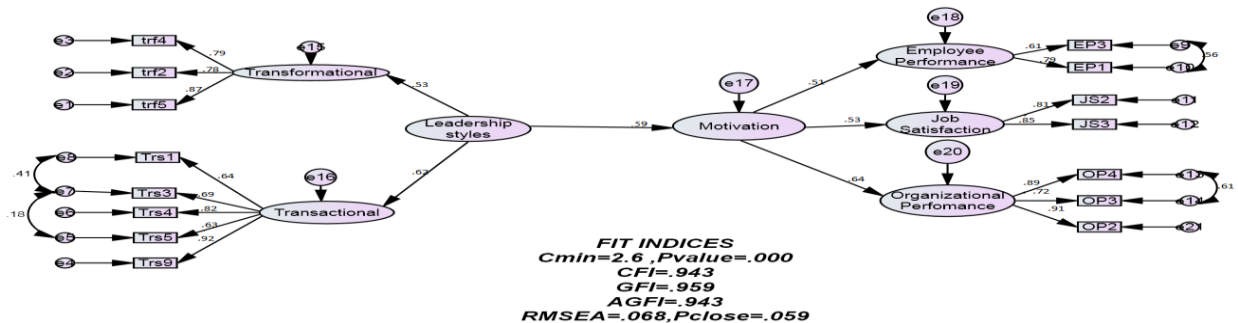 e18
e3 trf4 .79 e15 Employee Performance .61 EP3 e9
e2 trf2 .78 Transformational .79 EP1 e10 .56
.87 .53 e17 .51 e19
e1 trf5 .81 JS2 e11
Leadership styles .59 Motivation .53 Job Satisfaction .85 JS3 e12
e8 Trs1 e20
.41 .64 e16 .62 .64 .89 OP4
e7 Trs3 .69 .72 .61
e6 Trs4 .82 Transactional Organizational Perfomance OP3 e14
.18 .63 .91
e5 Trs5 .92 OP2 e21
e4 Trs9
FIT INDICES
Cmin=2.6 ,Pvalue=.000
CFI=.943
GFI=.959
AGFI=.943
RMSEA=.068,Pclose=.059